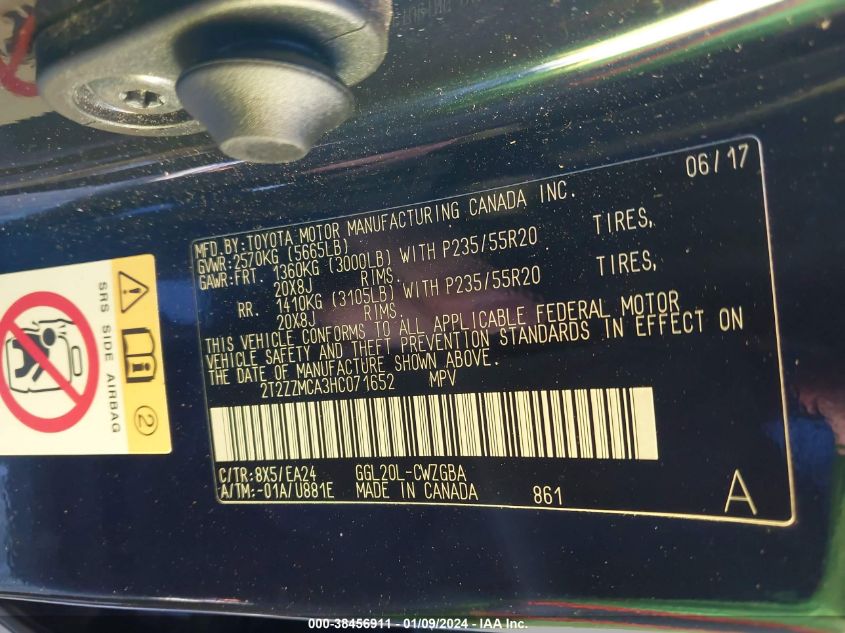 06/17
MFD.BY:TOYOTA MOTOR MANUFACTURING CANADA INC.
GVWR:2570KG (5665LB)
GAWR:FRT. 1360KG (3000LB) WITH P235/55R20 TIRES,
20X8J RIMS
RR. 1410KG (3105LB) WITH P235/55R20 TIRES,
20X8J RIMS.
THIS VEHICLE CONFORMS TO ALL APPLICABLE FEDERAL MOTOR
VEHICLE SAFETY AND THEFT PREVENTION STANDARDS IN EFFECT ON
THE DATE OF MANUFACTURE SHOWN ABOVE.
2T2ZZMCA3HC071652 MPV
C/TR:8X5/EA24 GGL20L-CWZGBA
A/TM:-01A/U881E MADE IN CANADA 861 A
SRS SIDE AIRBAG
2
000-38456911 - 01/09/2024 - IAA Inc.